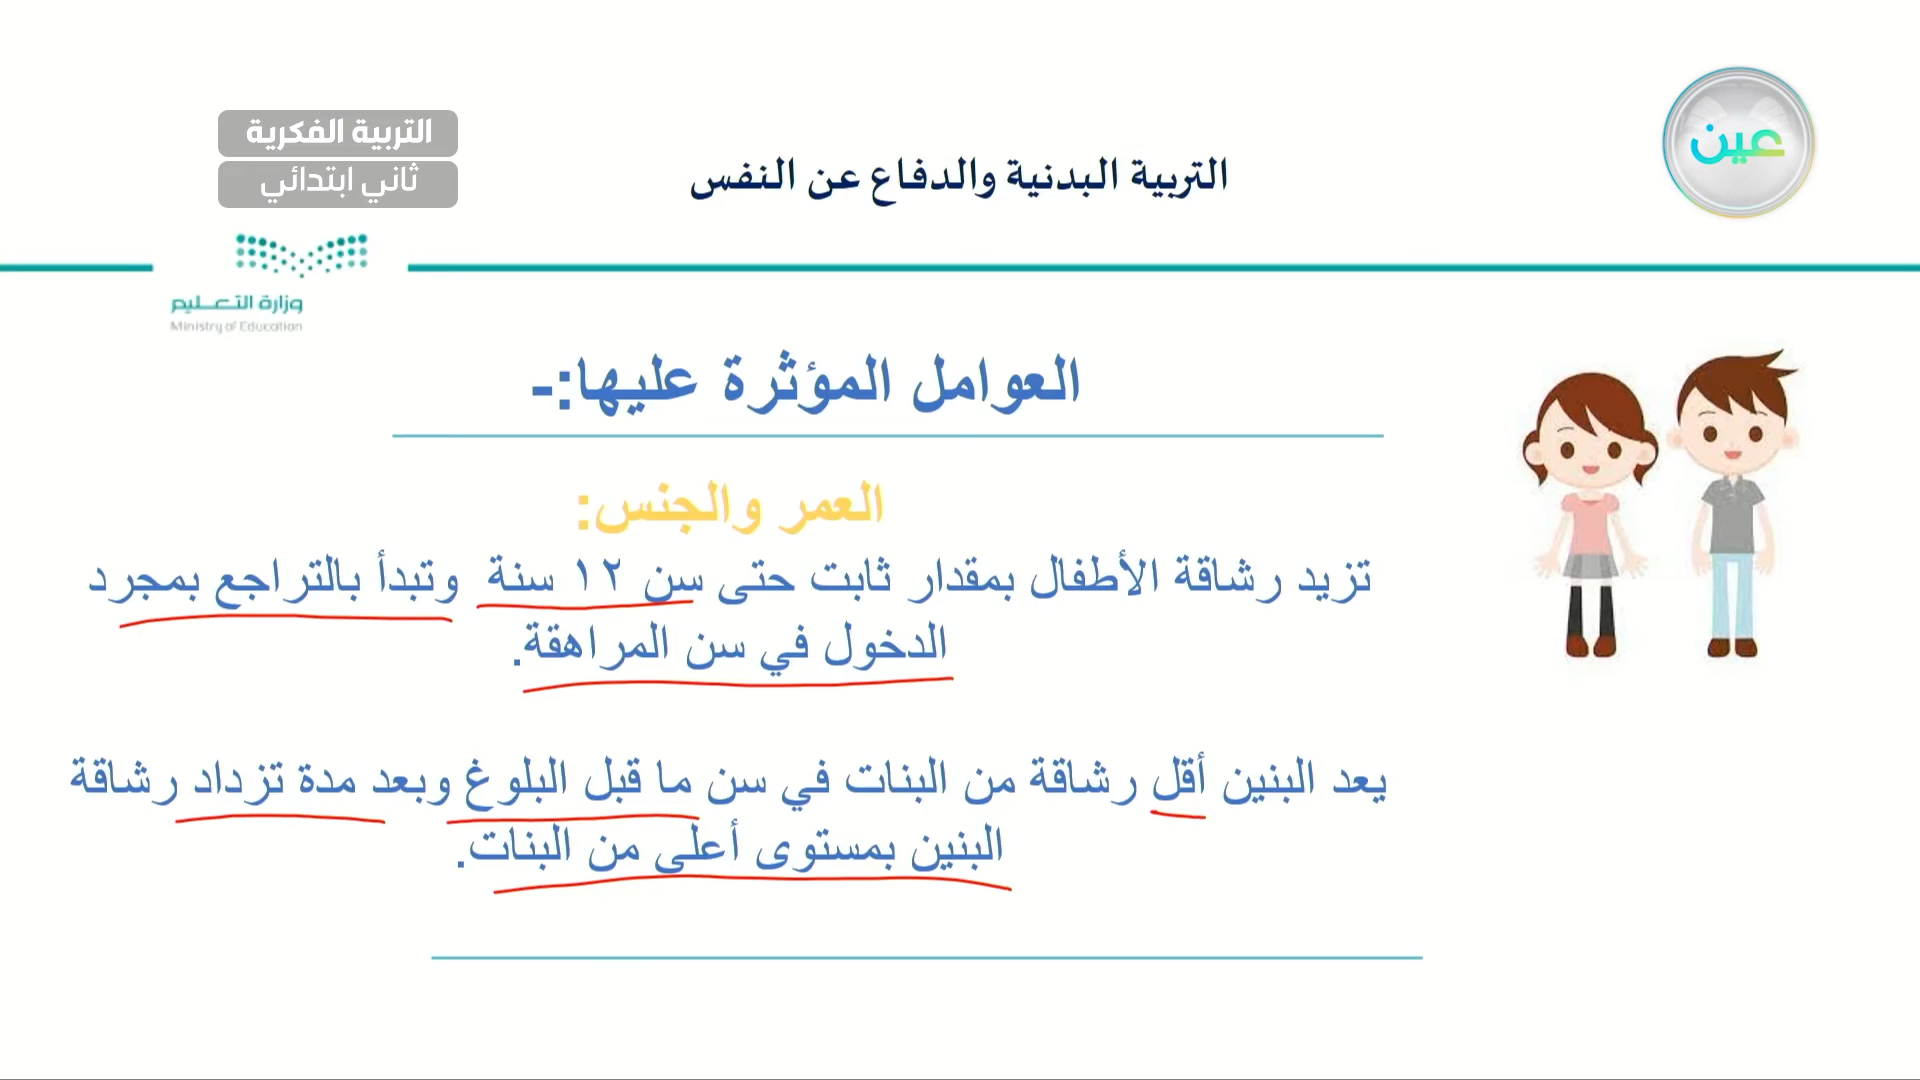 عين
التربية الفكرية
ثاني ابتدائي
التربية البدنية والدفاع عن النفس
وزارة التعليم
Ministry of Education
العوامل المؤثرة عليها:-
العمر والجنس:
تزيد رشاقة الأطفال بمقدار ثابت حتى سن ١٢ سنة وتبدأ بالتراجع بمجرد
الدخول في سن المراهقة.
يعد البنين أقل رشاقة من البنات في سن ما قبل البلوغ وبعد مدة تزداد رشاقة
البنين بمستوى أعلى من البنات.